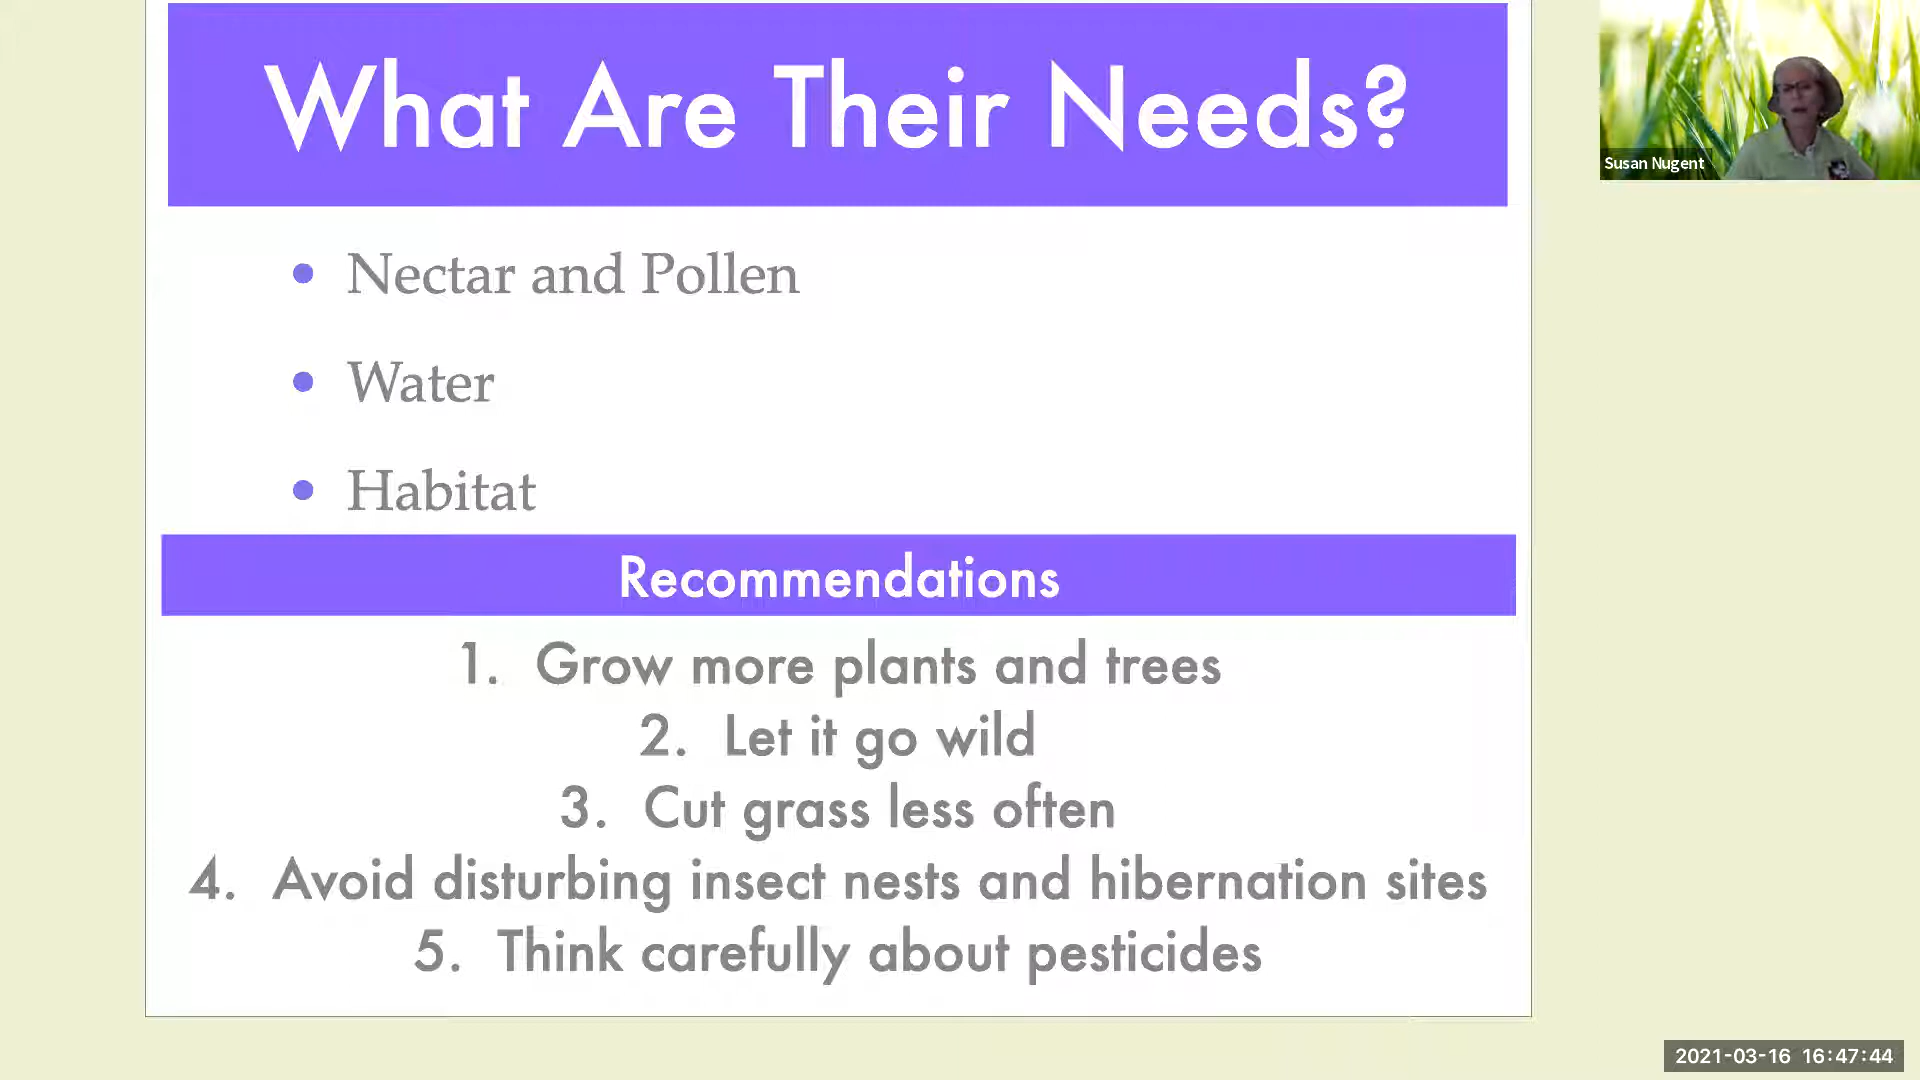 What Are Their Needs?
Susan Nugent
• Nectar and Pollen
• Water
• Habitat
Recommendations
1. Grow more plants and trees
2. Let it go wild
3. Cut grass less often
4. Avoid disturbing insect nests and hibernation sites
5. Think carefully about pesticides
2021-03-16 16:47:44